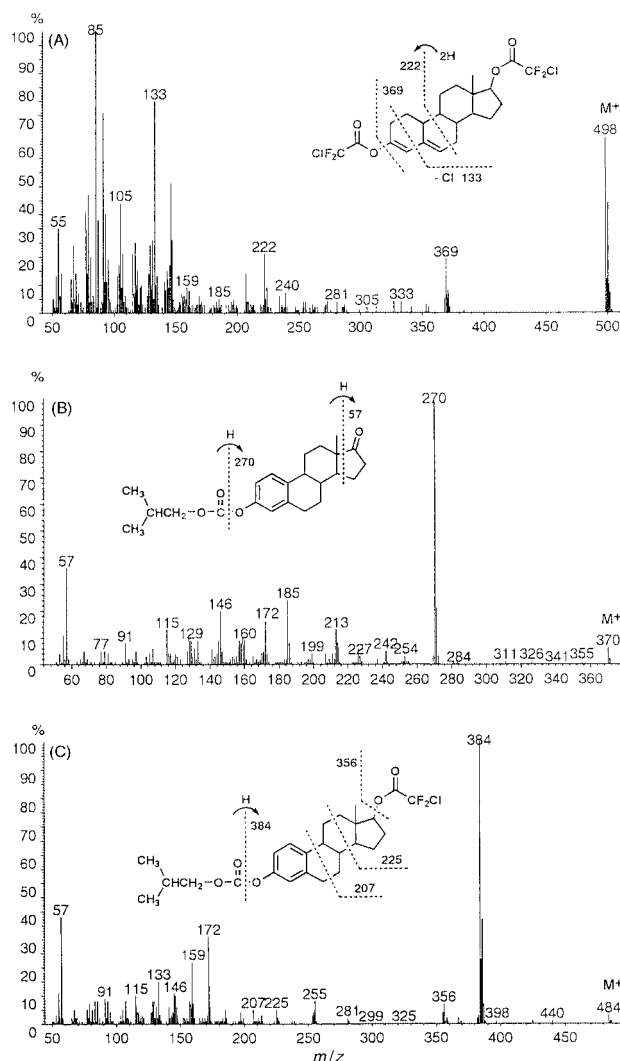 %
(A)
100
90
80
70
60
50
40
30
20
10
0
85
133
55
105
159
185
222
240
281
305
333
369
M+
498
222
2H
369
O
O
CF₂Cl
O
ClF₂C
O
- Cl 133
50 100 150 200 250 300 350 400 450 500
%
(B)
100
90
80
70
60
50
40
30
20
10
0
H
57
O
H
270
CH₃
CHCH₂
CH₃
O
C
O
O
270
57
77
91
115
129
146
160
172
185
199
213
227
242
254
284
311
326
341
355
M+
370
60 80 100 120 140 160 180 200 220 240 260 280 300 320 340 360
%
(C)
100
90
80
70
60
50
40
30
20
10
0
356
O
O
CF₂Cl
H
384
225
207
CH₃
CHCH₂
CH₃
O
C
O
O
384
57
91
115
133
146
159
172
207
225
255
281
299
325
356
398
440
M+
484
50 100 150 200 250 300 350 400 450
m/z